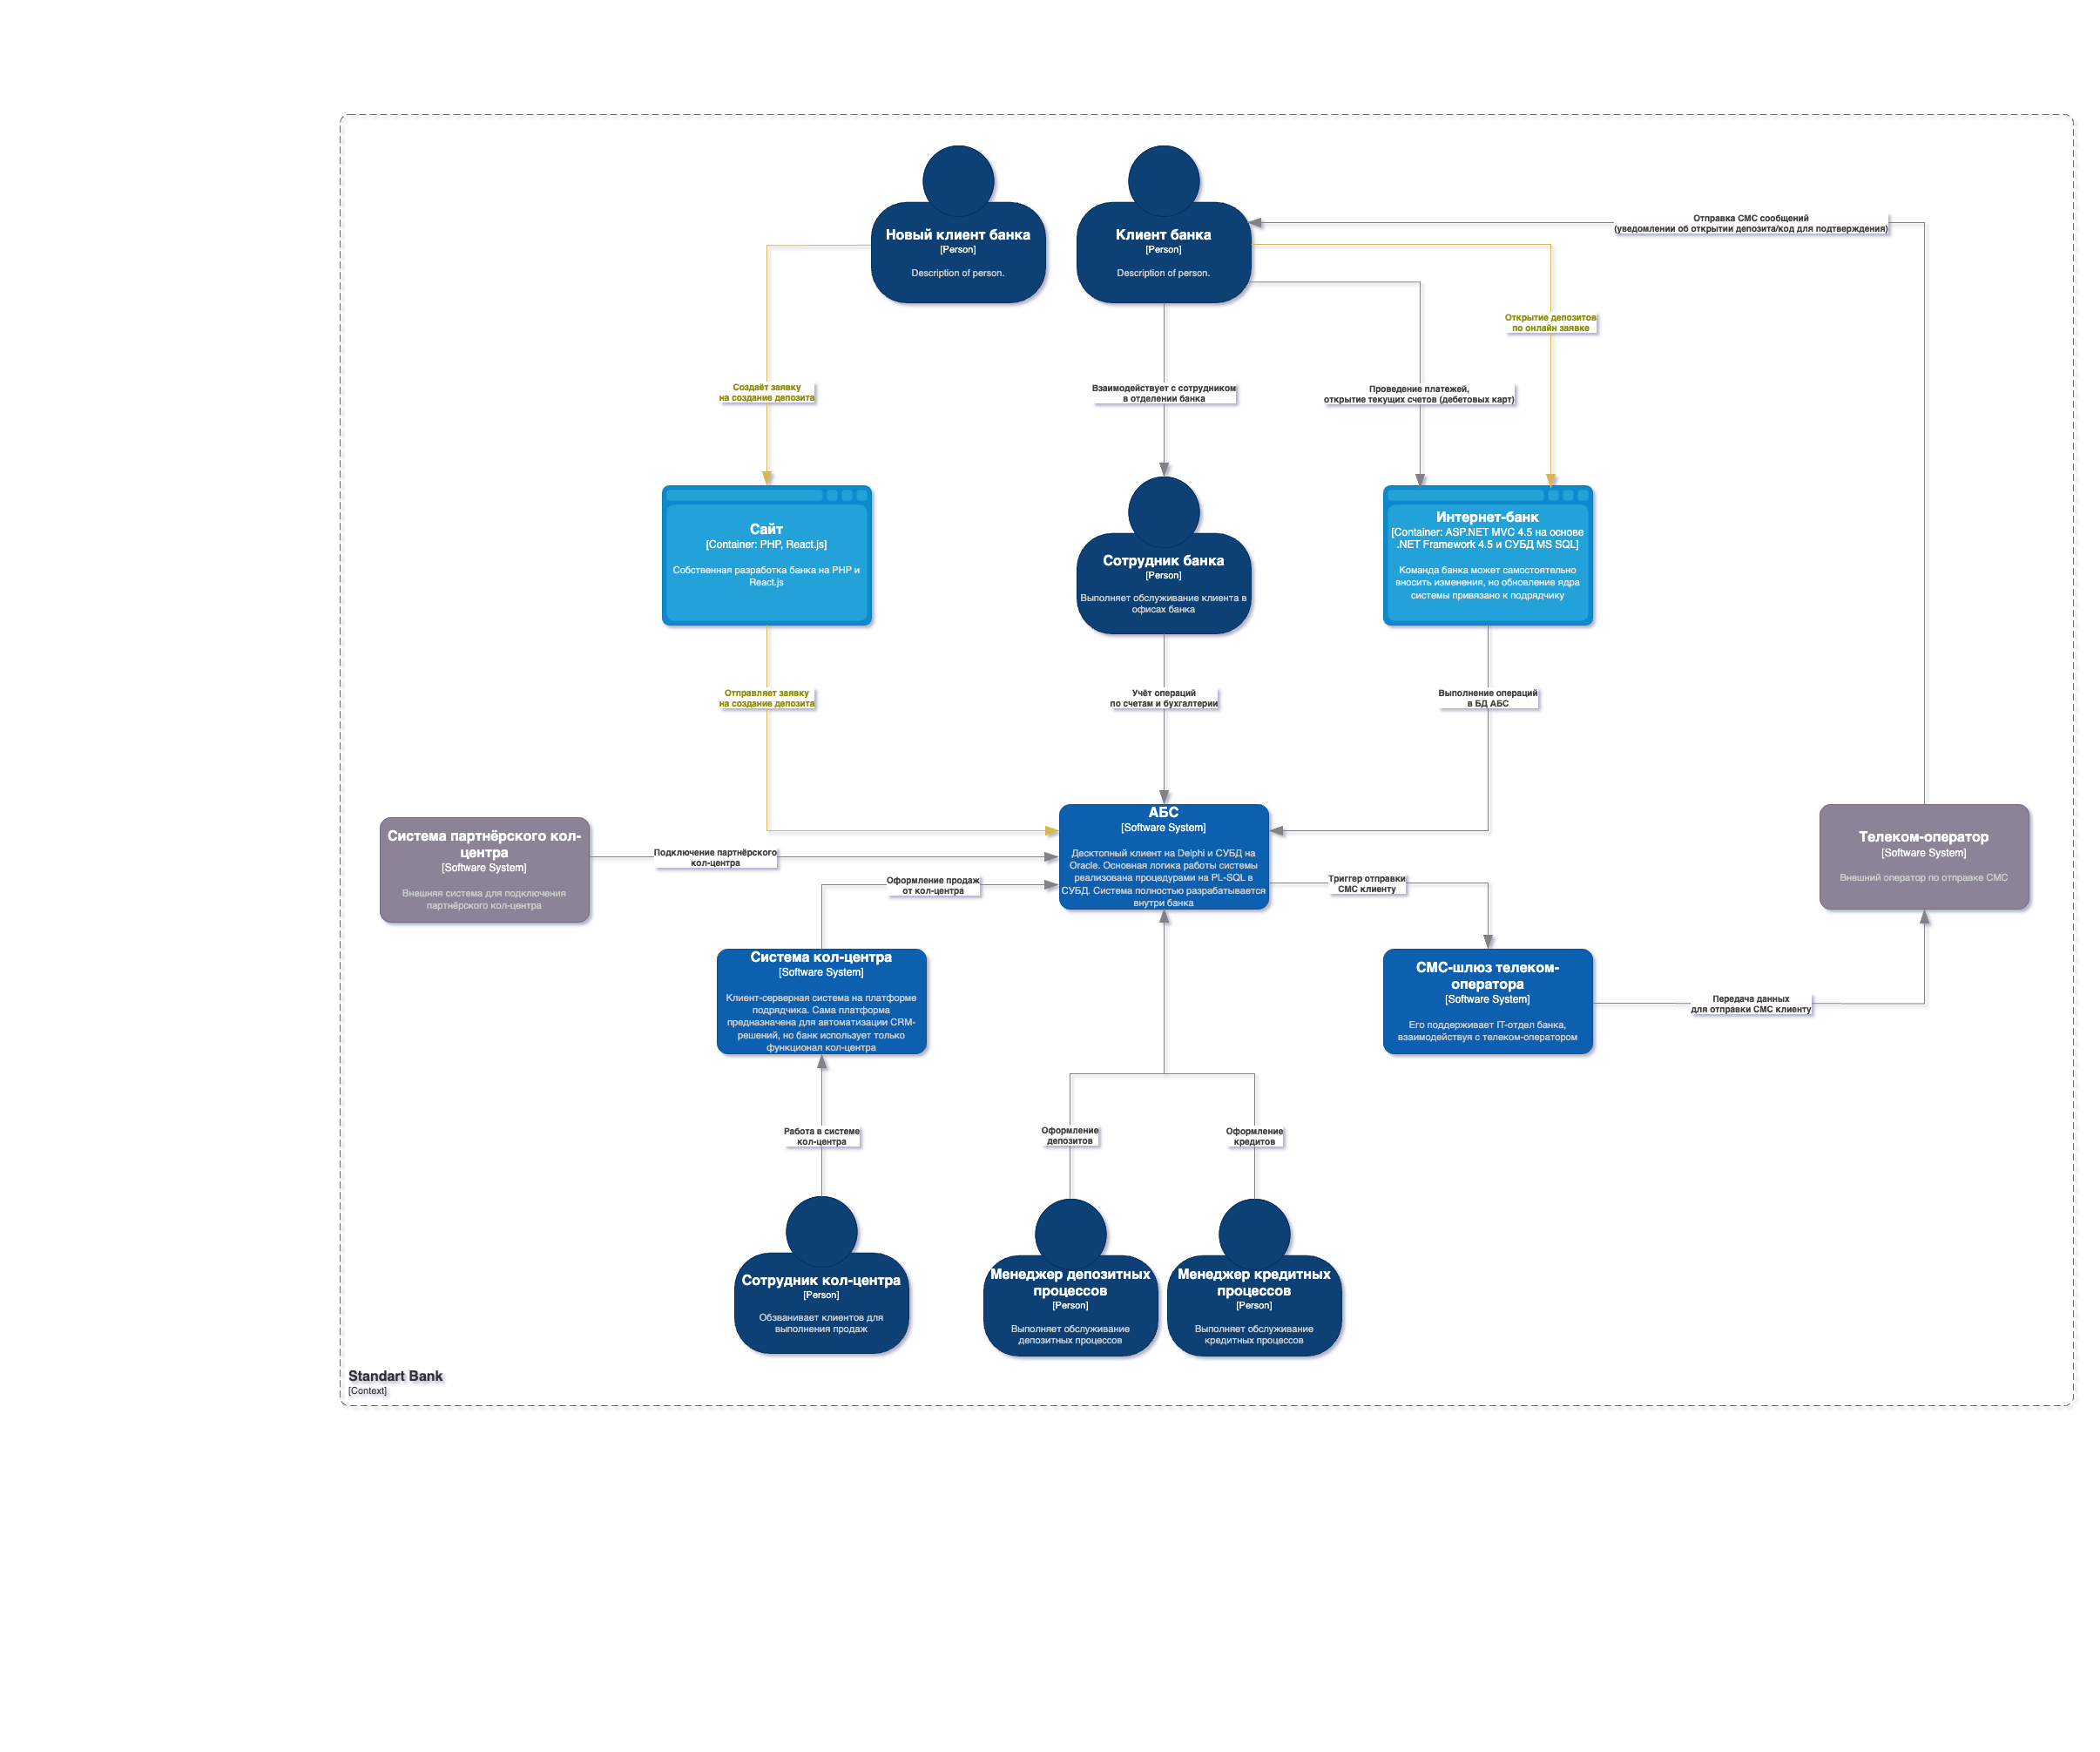 Новый клиент банка
[Person]
Description of person.
Клиент банка
[Person]
Description of person.
Отправка СМС сообщений
(уведомлении об открытии депозита/код для подтверждения)
Открытие депозитов
по онлайн заявке
Создаёт заявку
на создание депозита
Взаимодействует с сотрудником
в отделении банка
Проведение платежей,
открытие текущих счетов (дебетовых карт)
Сайт
[Container: PHP, React.js]
Собственная разработка банка на PHP и
React.js
Сотрудник банка
[Person]
Выполняет обслуживание клиента в
офисах банка
Интернет-банк
[Container: ASP.NET MVC 4.5 на основе
.NET Framework 4.5 и СУБД MS SQL]
Команда банка может самостоятельно
вносить изменения, но обновление ядра
системы привязано к подрядчику
Отправляет заявку
на создание депозита
Учёт операций
по счетам и бухгалтерии
Выполнение операций
в БД АБС
Система партнёрского кол-
центра
[Software System]
Внешняя система для подключения
партнёрского кол-центра
Подключение партнёрского
кол-центра
АБС
[Software System]
Десктопный клиент на Delphi и СУБД на
Oracle. Основная логика работы системы
реализована процедурами на PL-SQL в
СУБД. Система полностью разрабатывается
внутри банка
Телеком-оператор
[Software System]
Внешний оператор по отправке СМС
Оформление продаж
от кол-центра
Триггер отправки
СМС клиенту
Система кол-центра
[Software System]
Клиент-серверная система на платформе
подрядчика. Сама платформа
предназначена для автоматизации CRM-
решений, но банк использует только
функционал кол-центра
СМС-шлюз телеком-
оператора
[Software System]
Его поддерживает IT-отдел банка,
взаимодействуя с телеком-оператором
Передача данных
для отправки СМС клиенту
Работа в системе
кол-центра
Оформление
депозитов
Оформление
кредитов
Сотрудник кол-центра
[Person]
Обзванивает клиентов для
выполнения продаж
Менеджер депозитных
процессов
[Person]
Выполняет обслуживание
депозитных процессов
Менеджер кредитных
процессов
[Person]
Выполняет обслуживание
кредитных процессов
Standart Bank
[Context]